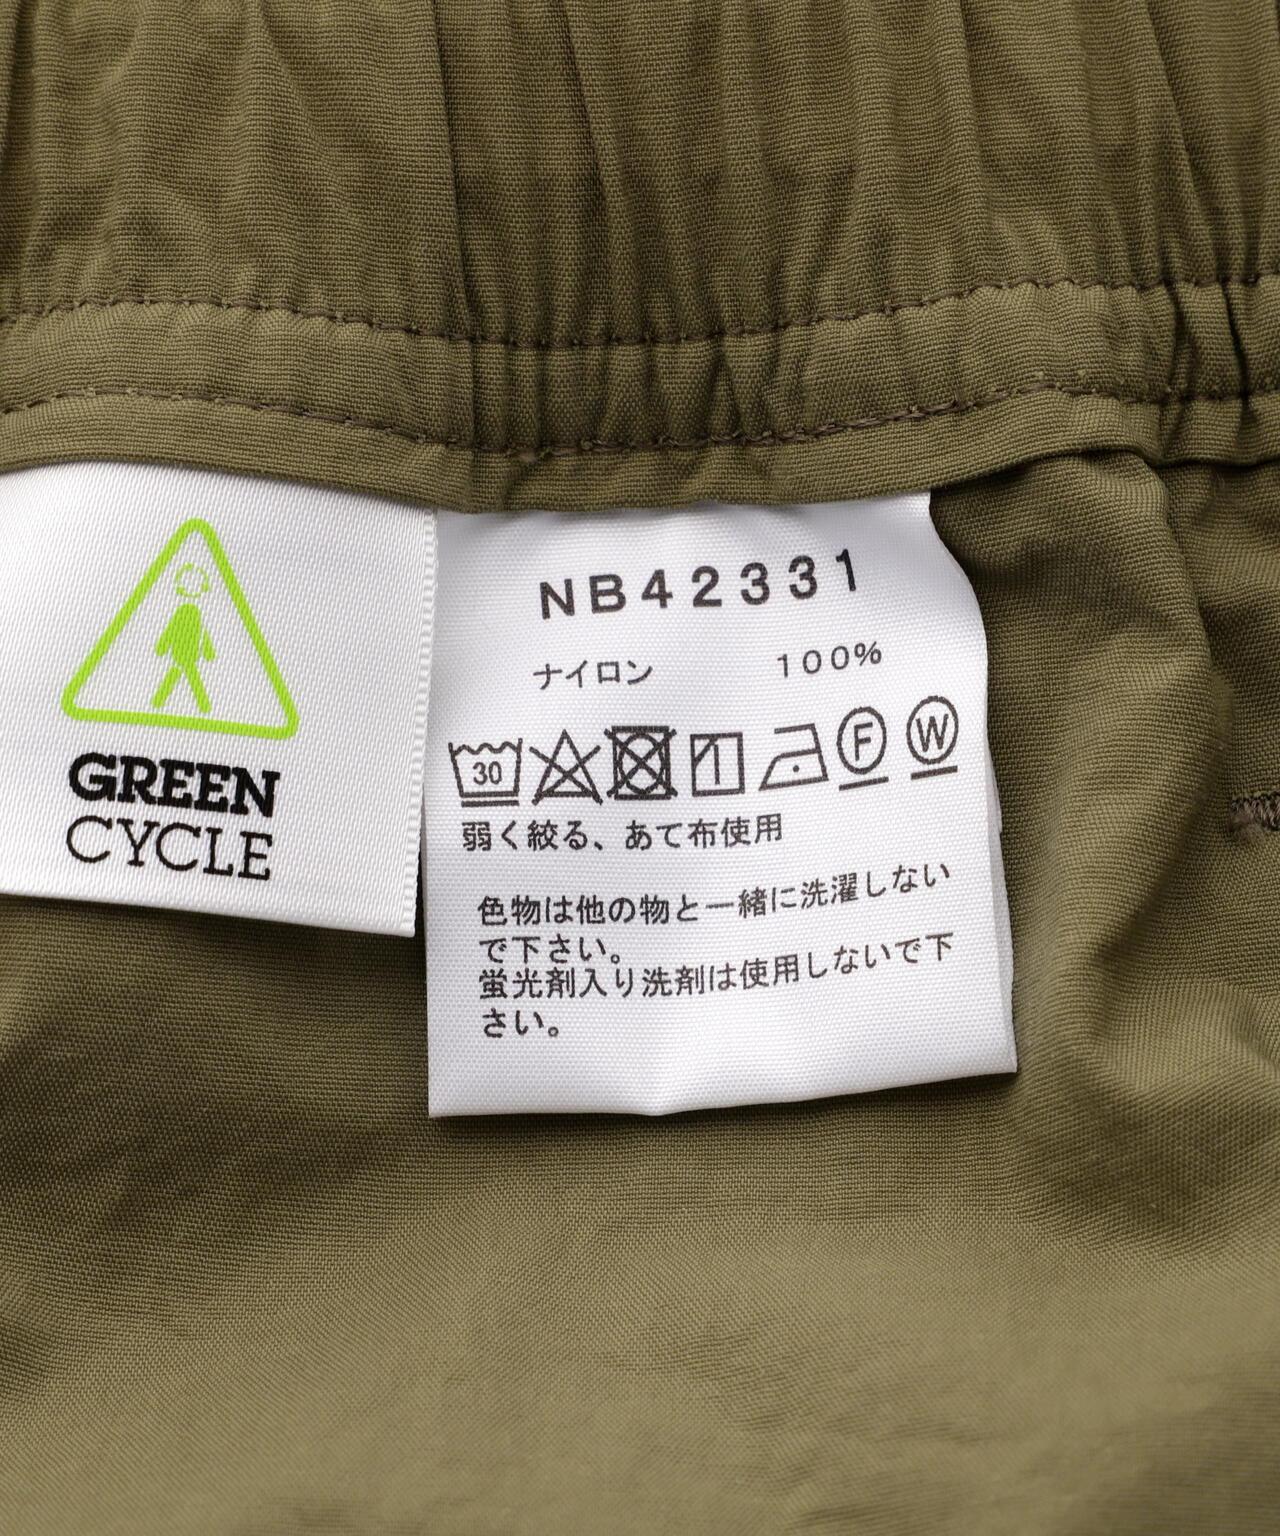 GREEN
CYCLE
NB42331
ナイロン 100%
30 F W
弱く絞る、あて布使用
色物は他の物と一緒に洗濯しない
で下さい。
蛍光剤入り洗剤は使用しないで下
さい。